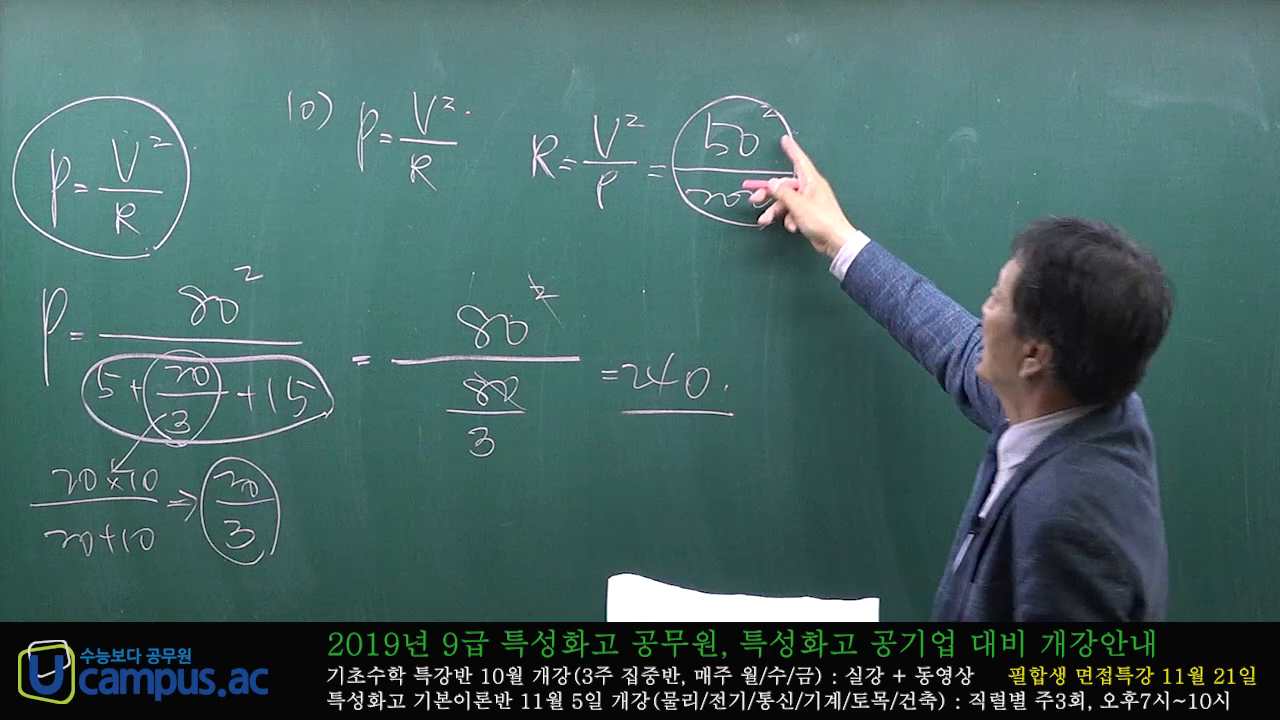 P = V² / R
10) P = V² / R
R = V² / P = 50² / 200
P = 80² / (5 + 20/3 + 15) = 80² / (80/3) = 240.
20×10 / 20+10 ⇒ 20/3
수능보다 공무원
Ucampus.ac
2019년 9급 특성화고 공무원, 특성화고 공기업 대비 개강안내
기초수학 특강반 10월 개강(3주 집중반, 매주 월/수/금) : 실강 + 동영상 필합생 면접특강 11월 21일
특성화고 기본이론반 11월 5일 개강(물리/전기/통신/기계/토목/건축) : 직렬별 주3회, 오후7시~10시